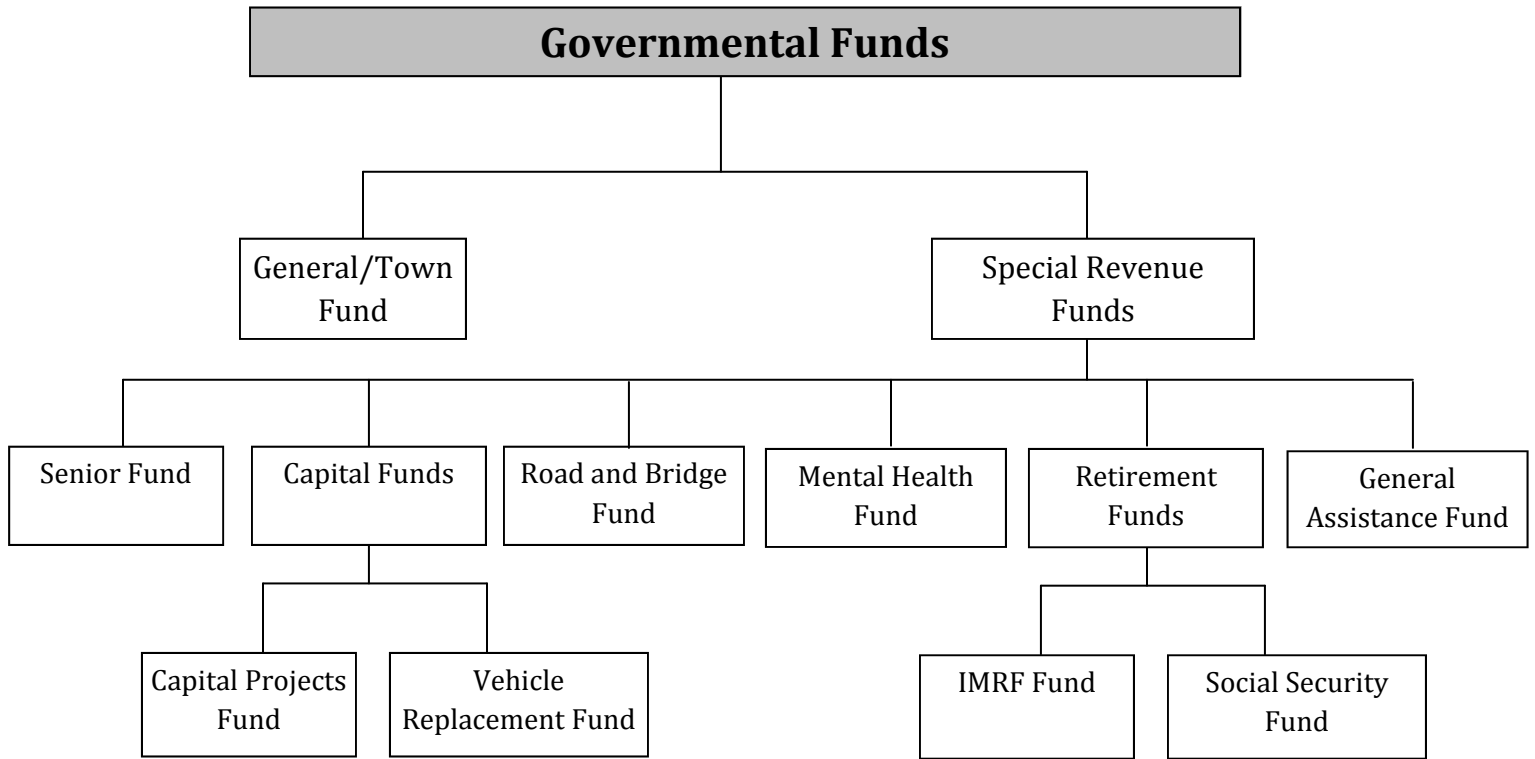 Governmental Funds
General/Town
Fund
Special Revenue
Funds
Senior Fund
Capital Funds
Road and Bridge
Fund
Mental Health
Fund
Retirement
Funds
General
Assistance Fund
Capital Projects
Fund
Vehicle
Replacement Fund
IMRF Fund
Social Security
Fund